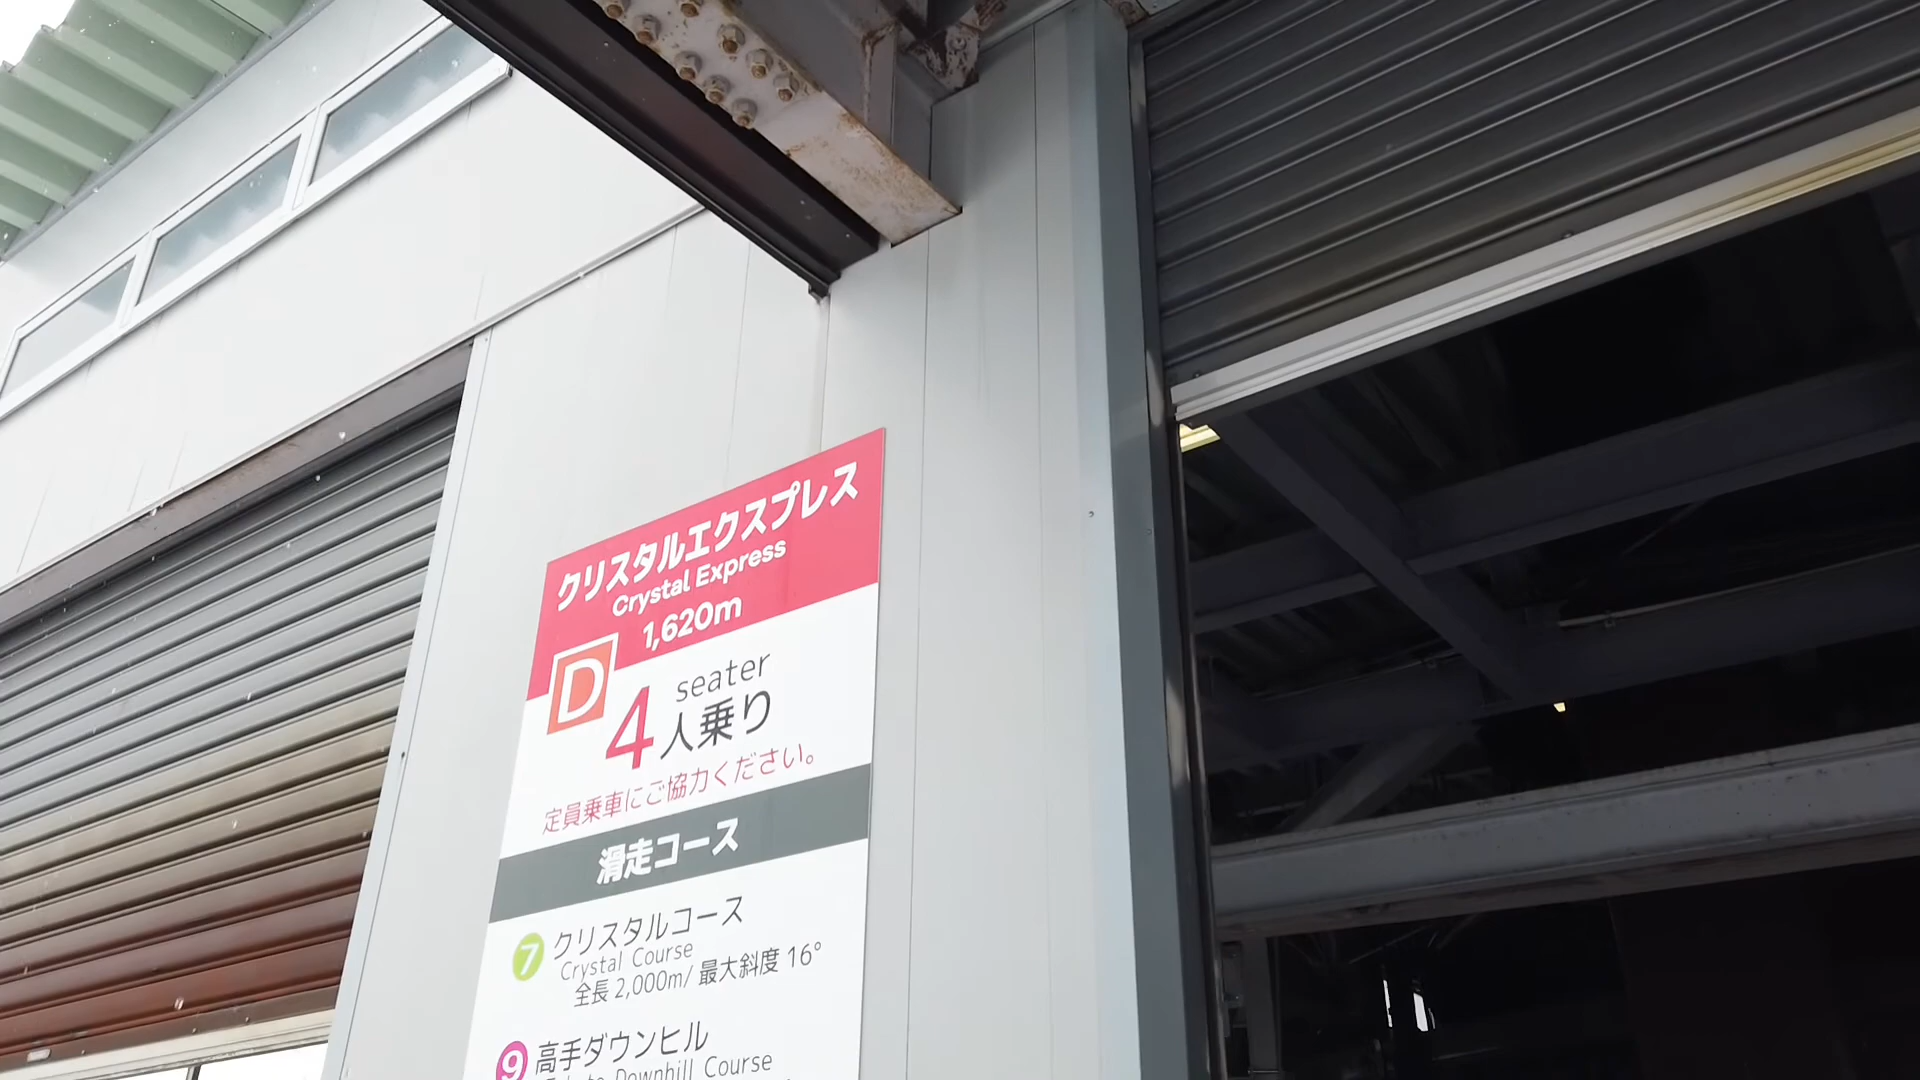 クリスタルエクスプレス
Crystal Express
1,620m
D
seater
4人乗り
定員乗車にご協力ください。
滑走コース
7 クリスタルコース
Crystal Course
全長 2,000m/ 最大斜度 16°
9 高手ダウンヒル
Downhill Course